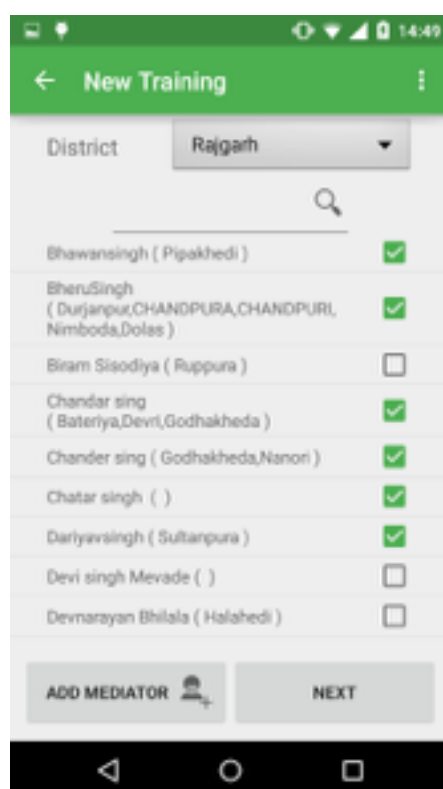 14:49
New Training
District Rajgarh
Bhawansingh ( Pipakhedi )
BheruSingh
( Durjanpur,CHANDPURA,CHANDPURI,
Nimboda,Dolas )
Biram Sisodiya ( Ruppura )
Chandar sing
( Bateriya,Devri,Godhakheda )
Chander sing ( Godhakheda,Nanori )
Chatar singh ( )
Dariyavsingh ( Sultanpura )
Devi singh Mevade ( )
Devnarayan Bhilala ( Halahedi )
ADD MEDIATOR NEXT